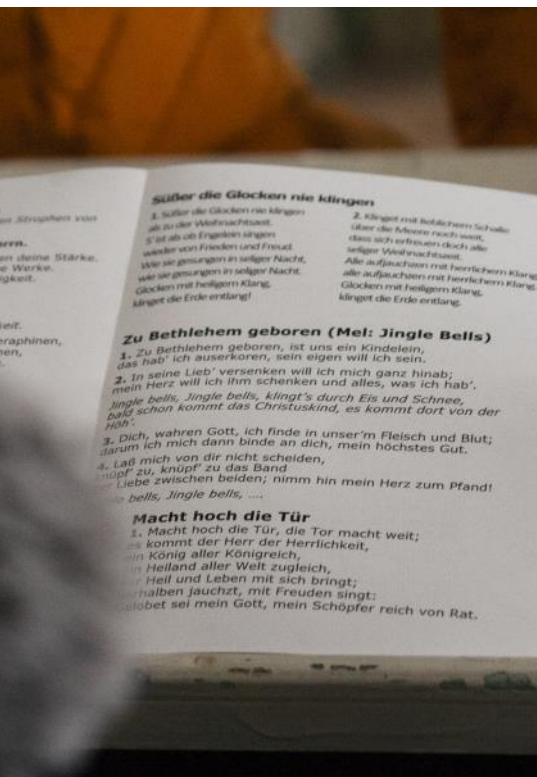 en Strophen von
en deine Stärke.
e Werke.
igkeit.
eit.
eraphinen,
en,
Süßer die Glocken nie klingen
1. Süßer die Glocken nie klingen
als zu der Weihnachtszeit.
S'ist als ob Engelein singen
wieder von Frieden und Freud.
Wie sie gesungen in seliger Nacht,
wie sie gesungen in seliger Nacht.
Glocken mit heiligem Klang,
klinget die Erde entlang!
2. Klinget mit lieblichem Schalle
über die Meere noch weit,
dass sich erfreuen doch alle
seliger Weihnachtszeit.
Alle aufjauchzen mit herrlichem Klang
alle aufjauchzen mit herrlichem Klang.
Glocken mit heiligem Klang,
klinget die Erde entlang.
Zu Bethlehem geboren (Mel: Jingle Bells)
1. Zu Bethlehem geboren, ist uns ein Kindelein,
das hab' ich auserkoren, sein eigen will ich sein.
2. In seine Lieb' versenken will ich mich ganz hinab;
mein Herz will ich ihm schenken und alles, was ich hab'.
Jingle bells, Jingle bells, klingt's durch Eis und Schnee,
bald schon kommt das Christuskind, es kommt dort von der
Höh'.
3. Dich, wahren Gott, ich finde in unser'm Fleisch und Blut;
darum ich mich dann binde an dich, mein höchstes Gut.
4. Laß mich von dir nicht scheiden,
knüpf' zu, knüpf' zu das Band
Liebe zwischen beiden; nimm hin mein Herz zum Pfand!
bells, Jingle bells, ....
Macht hoch die Tür
1. Macht hoch die Tür, die Tor macht weit;
es kommt der Herr der Herrlichkeit,
ein König aller Königreich,
Heiland aller Welt zugleich,
Heil und Leben mit sich bringt;
halben jauchzt, mit Freuden singt:
Gelobet sei mein Gott, mein Schöpfer reich von Rat.